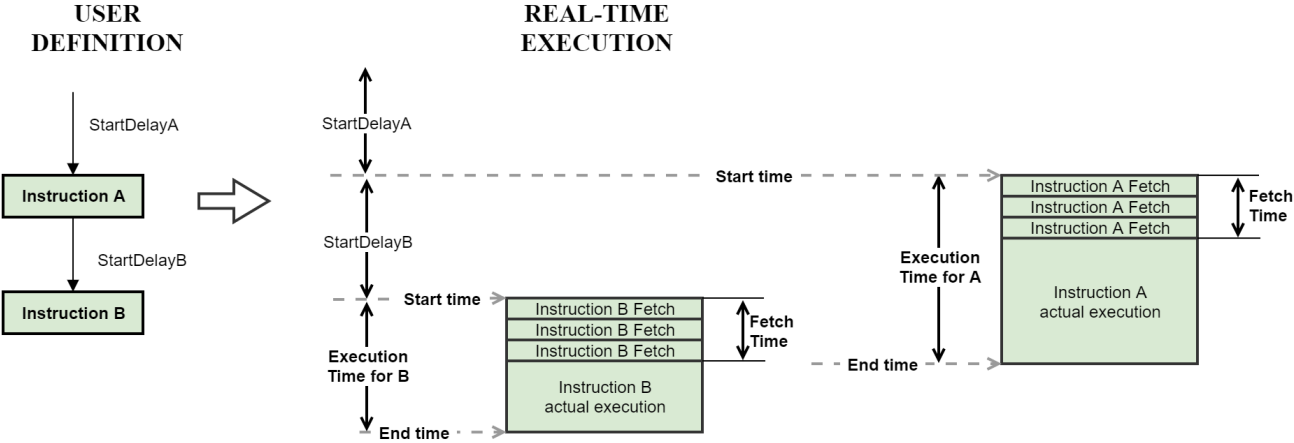 USER
DEFINITION
StartDelayA
Instruction A
StartDelayB
Instruction B
REAL-TIME
EXECUTION
StartDelayA
Start time
StartDelayB
Start time
Execution
Time for B
End time
Instruction B Fetch
Instruction B Fetch
Instruction B Fetch
Instruction B
actual execution
Fetch
Time
Execution
Time for A
End time
Instruction A Fetch
Instruction A Fetch
Instruction A Fetch
Instruction A
actual execution
Fetch
Time